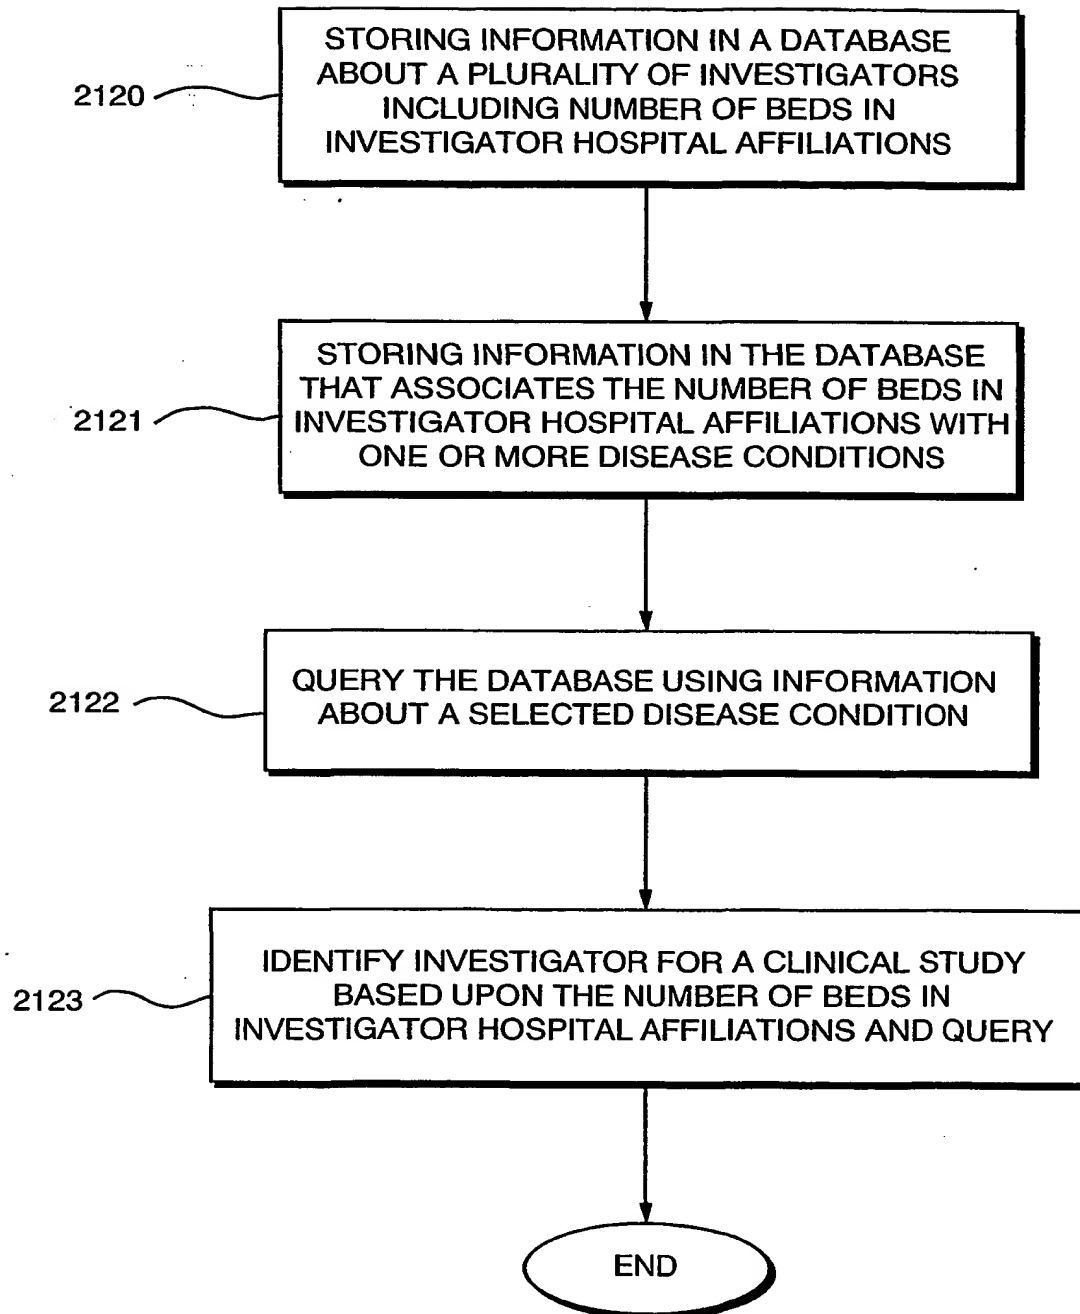 STORING INFORMATION IN A DATABASE
ABOUT A PLURALITY OF INVESTIGATORS
INCLUDING NUMBER OF BEDS IN
INVESTIGATOR HOSPITAL AFFILIATIONS
2120
STORING INFORMATION IN THE DATABASE
THAT ASSOCIATES THE NUMBER OF BEDS IN
INVESTIGATOR HOSPITAL AFFILIATIONS WITH
ONE OR MORE DISEASE CONDITIONS
2121
QUERY THE DATABASE USING INFORMATION
ABOUT A SELECTED DISEASE CONDITION
2122
IDENTIFY INVESTIGATOR FOR A CLINICAL STUDY
BASED UPON THE NUMBER OF BEDS IN
INVESTIGATOR HOSPITAL AFFILIATIONS AND QUERY
2123
END